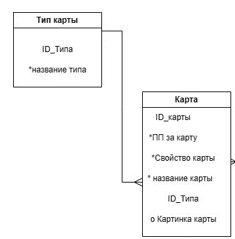 Тип карты
ID_Типа
*название типа
Карта
ID_карты
*ПП за карту
*Свойство карты
* название карты
ID_Типа
о Картинка карты